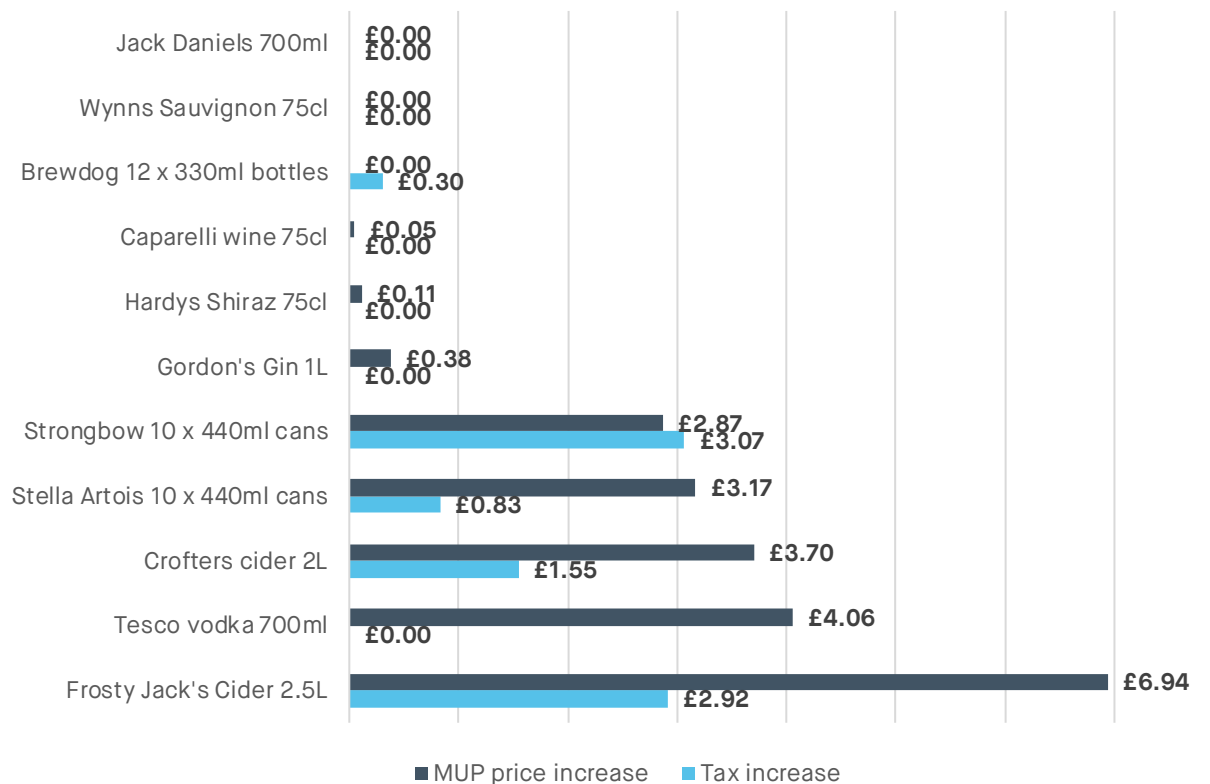 Jack Daniels 700ml
£0.00
£0.00
Wynns Sauvignon 75cl
£0.00
£0.00
Brewdog 12 x 330ml bottles
£0.00
£0.30
Caparelli wine 75cl
£0.05
£0.00
Hardys Shiraz 75cl
£0.11
£0.00
Gordon's Gin 1L
£0.38
£0.00
Strongbow 10 x 440ml cans
£2.87
£3.07
Stella Artois 10 x 440ml cans
£3.17
£0.83
Crofters cider 2L
£3.70
£1.55
Tesco vodka 700ml
£4.06
£0.00
Frosty Jack's Cider 2.5L
£6.94
£2.92
MUP price increase
Tax increase